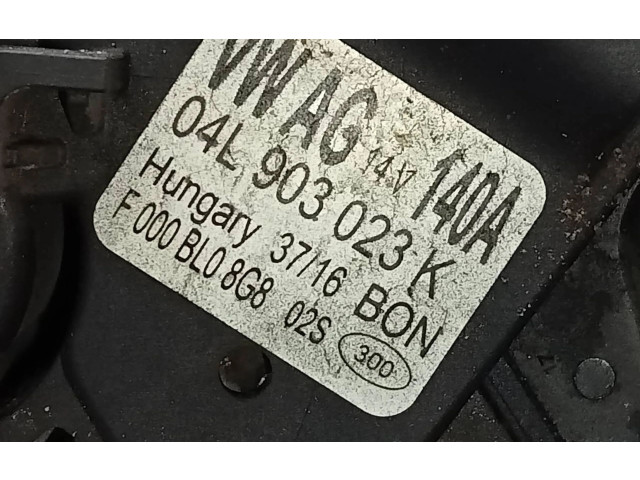 VW AG 14V 140A
04L 903 023 K
Hungary 37/16 BON
F 000 BL0 8G8 02S 300